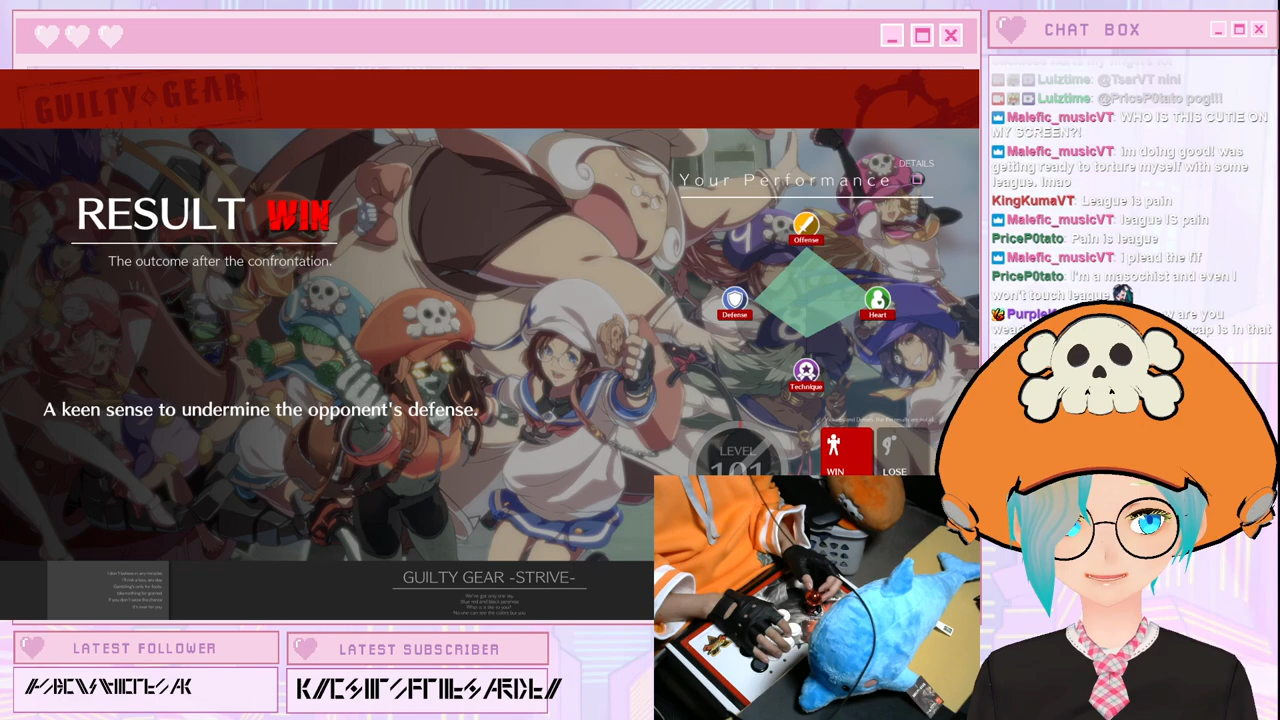 CHAT BOX
Luiztime: @TsarVT nini
Luiztime: @PriceP0tato pog!!!
Malefic_musicVT: WHO IS THIS CUTIE ON
MY SCREEN?!
Malefic_musicVT: im doing good! was
getting ready to torture myself with some
league. lmao
KingKumaVT: League is pain
Malefic_musicVT: league IS pain
PriceP0tato: Pain is league
Malefic_musicVT: i plead the fif
PriceP0tato: I'm a masochist and even I
won't touch league
GUILTY GEAR
DETAILS
Your Performance
RESULT WIN
The outcome after the confrontation.
Offense
Defense
Heart
Technique
A keen sense to undermine the opponent's defense.
LEVEL
101
WIN
LOSE
GUILTY GEAR -STRIVE-
LATEST FOLLOWER
LATEST SUBSCRIBER